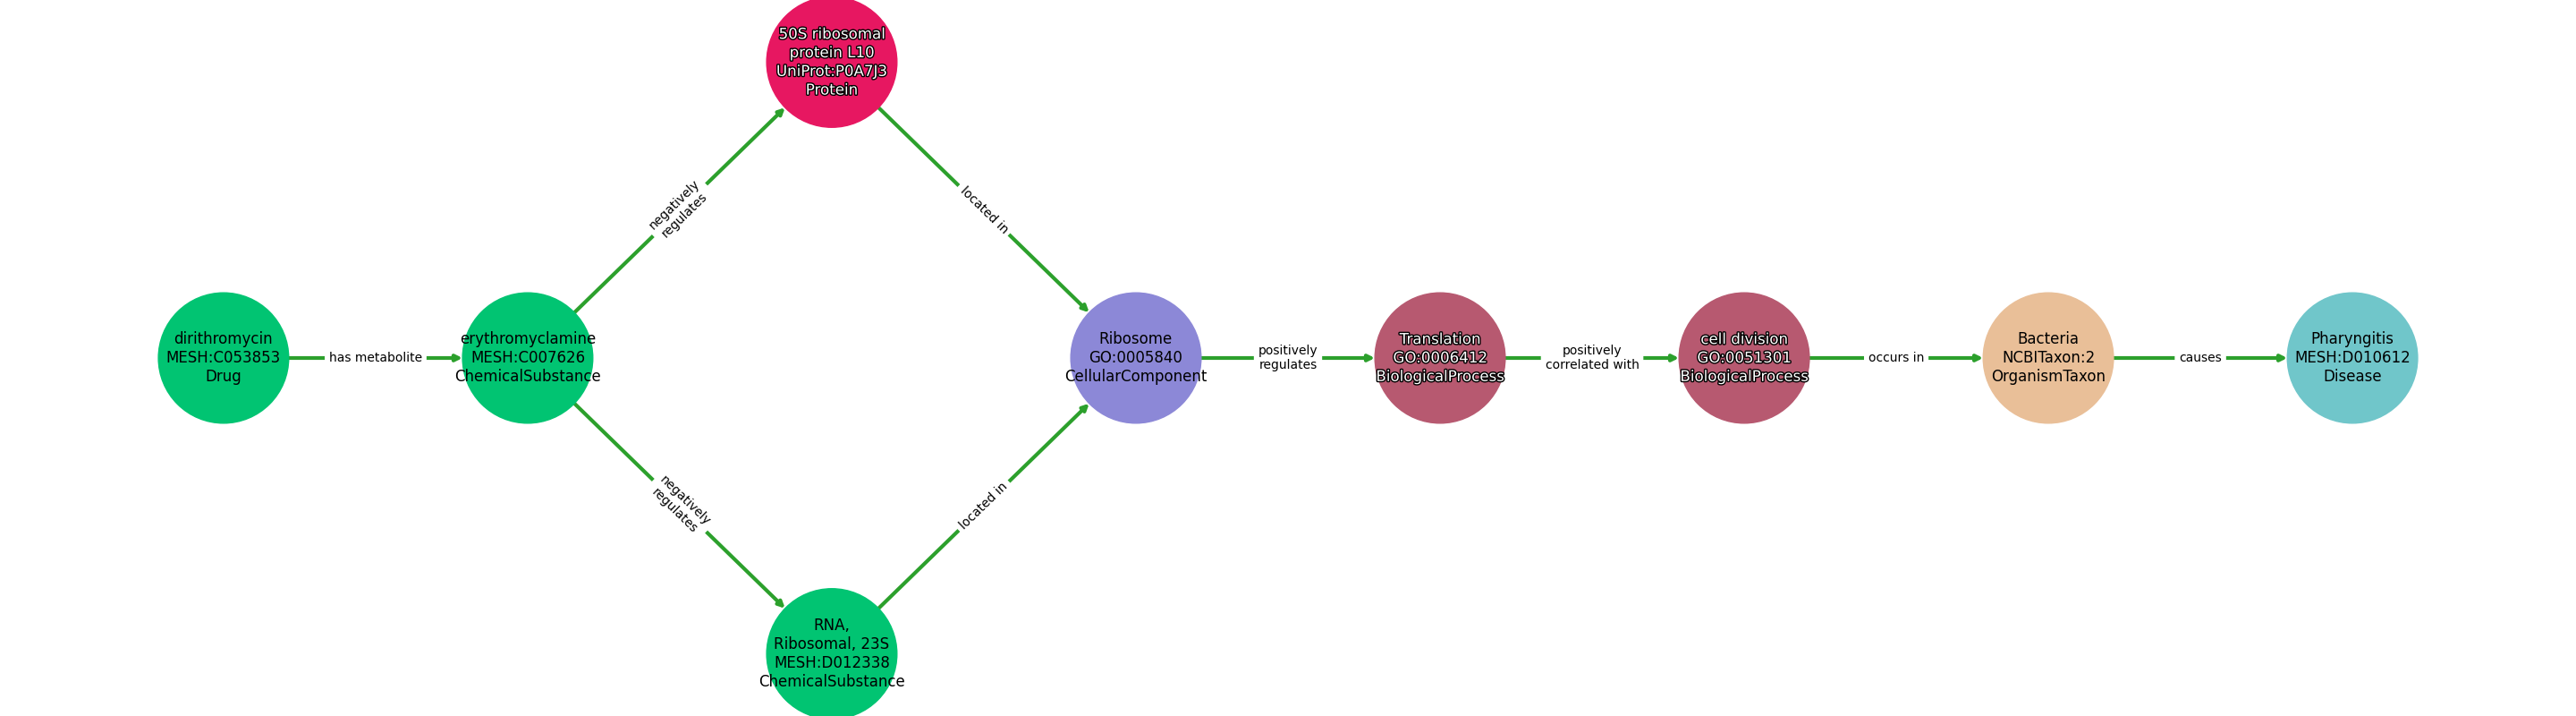 50S ribosomal
protein L10
UniProt:P0A7J3
Protein
negatively
regulates
located in
dirithromycin
MESH:C053853
Drug
has metabolite
erythromyclamine
MESH:C007626
ChemicalSubstance
Ribosome
GO:0005840
CellularComponent
positively
regulates
Translation
GO:0006412
BiologicalProcess
positively
correlated with
cell division
GO:0051301
BiologicalProcess
occurs in
Bacteria
NCBITaxon:2
OrganismTaxon
causes
Pharyngitis
MESH:D010612
Disease
negatively
regulates
located in
RNA,
Ribosomal, 23S
MESH:D012338
ChemicalSubstance